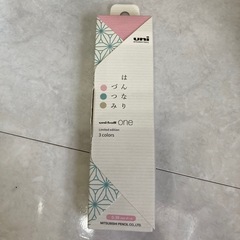 uni
はんなり
づつみ
uni-ball one
Limited edition
3 colors
MITSUBISHI PENCIL CO., LTD.